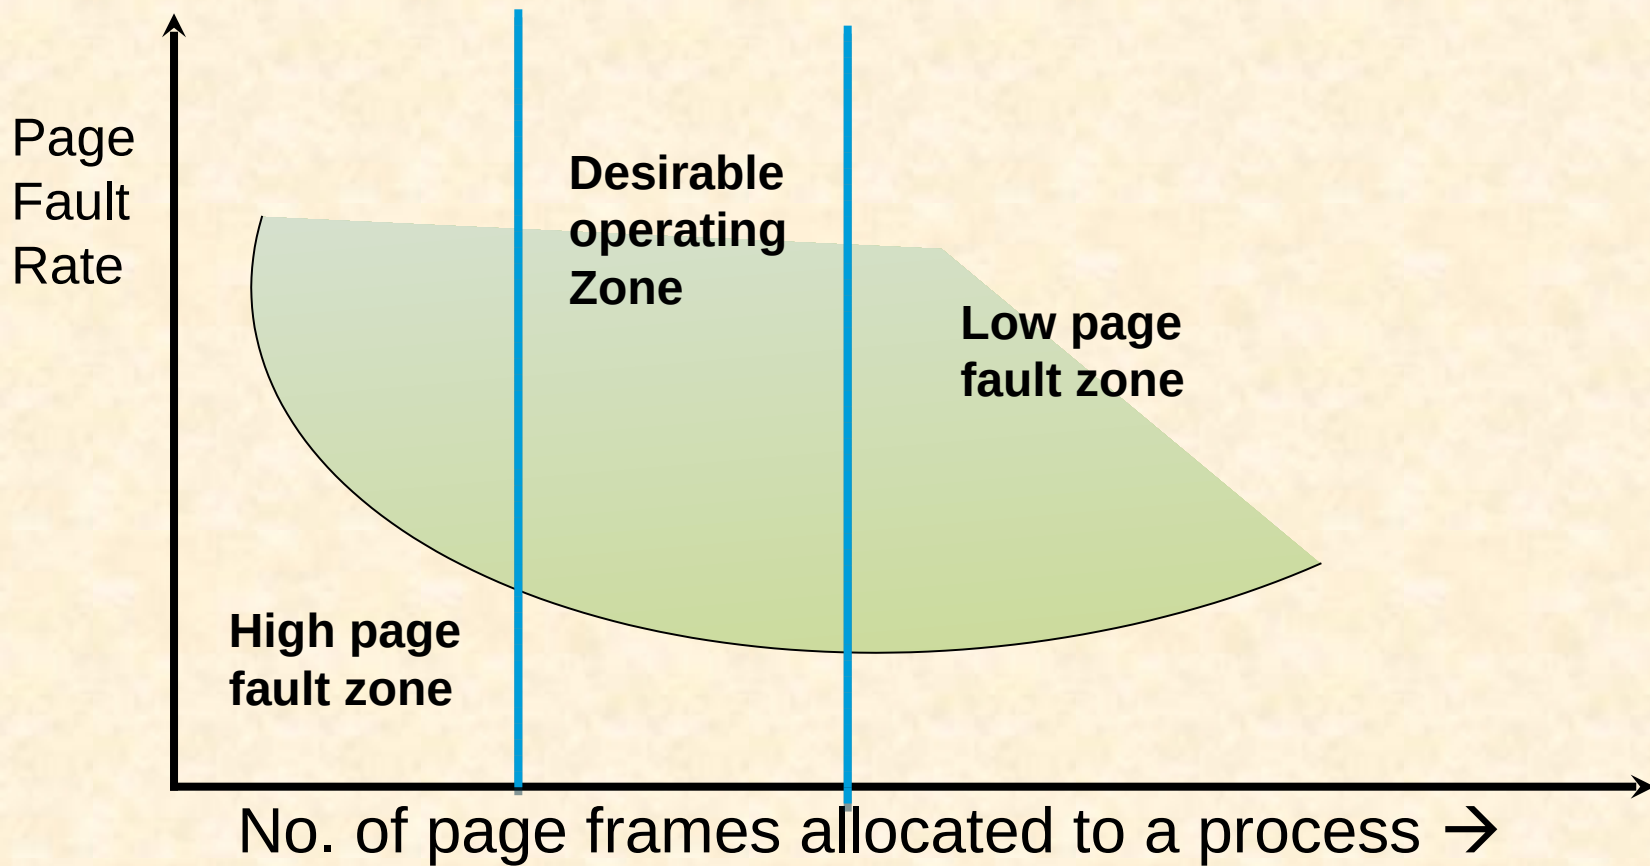 Page
Fault
Rate
Desirable
operating
Zone
Low page
fault zone
High page
fault zone
No. of page frames allocated to a process →